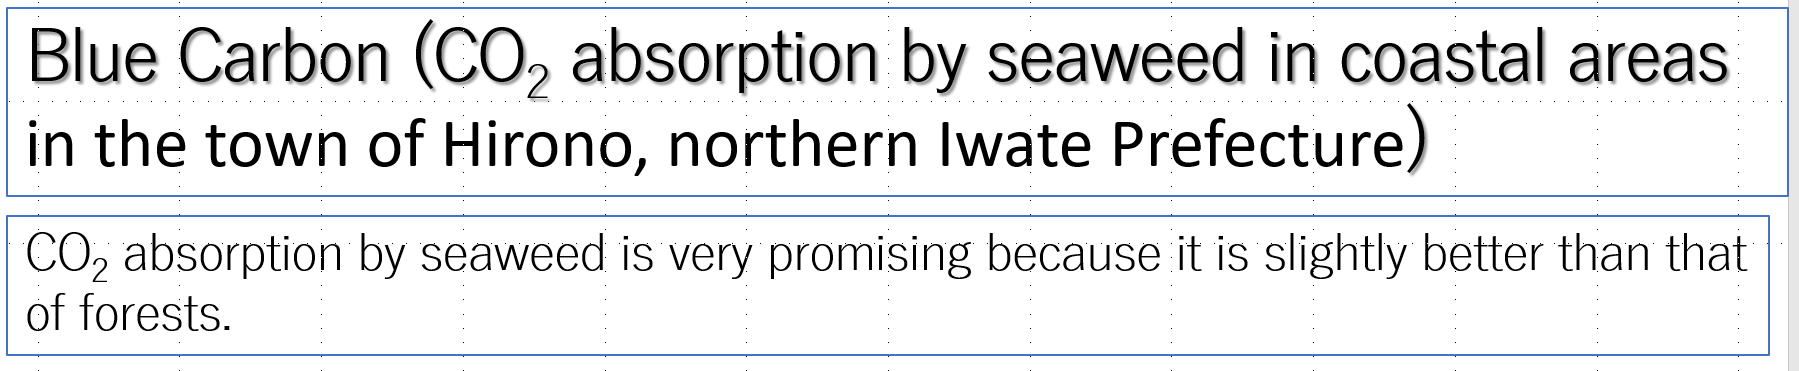 Blue Carbon (CO₂ absorption by seaweed in coastal areas
in the town of Hirono, northern Iwate Prefecture)
CO₂ absorption by seaweed is very promising because it is slightly better than that
of forests.